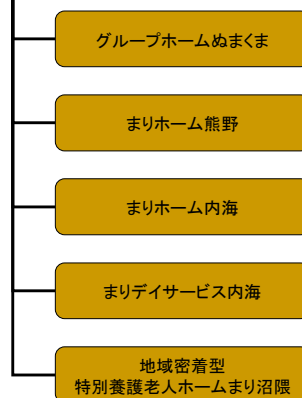 グループホームぬまくま
まりホーム熊野
まりホーム内海
まりデイサービス内海
地域密着型
特別養護老人ホームまり沼隈